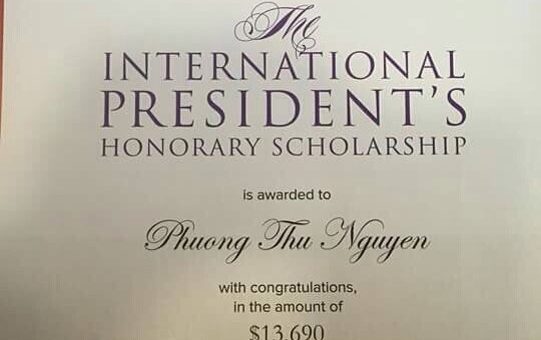 The
INTERNATIONAL
PRESIDENT'S
HONORARY SCHOLARSHIP
is awarded to
Phuong Thu Nguyen
with congratulations,
in the amount of
$13,690